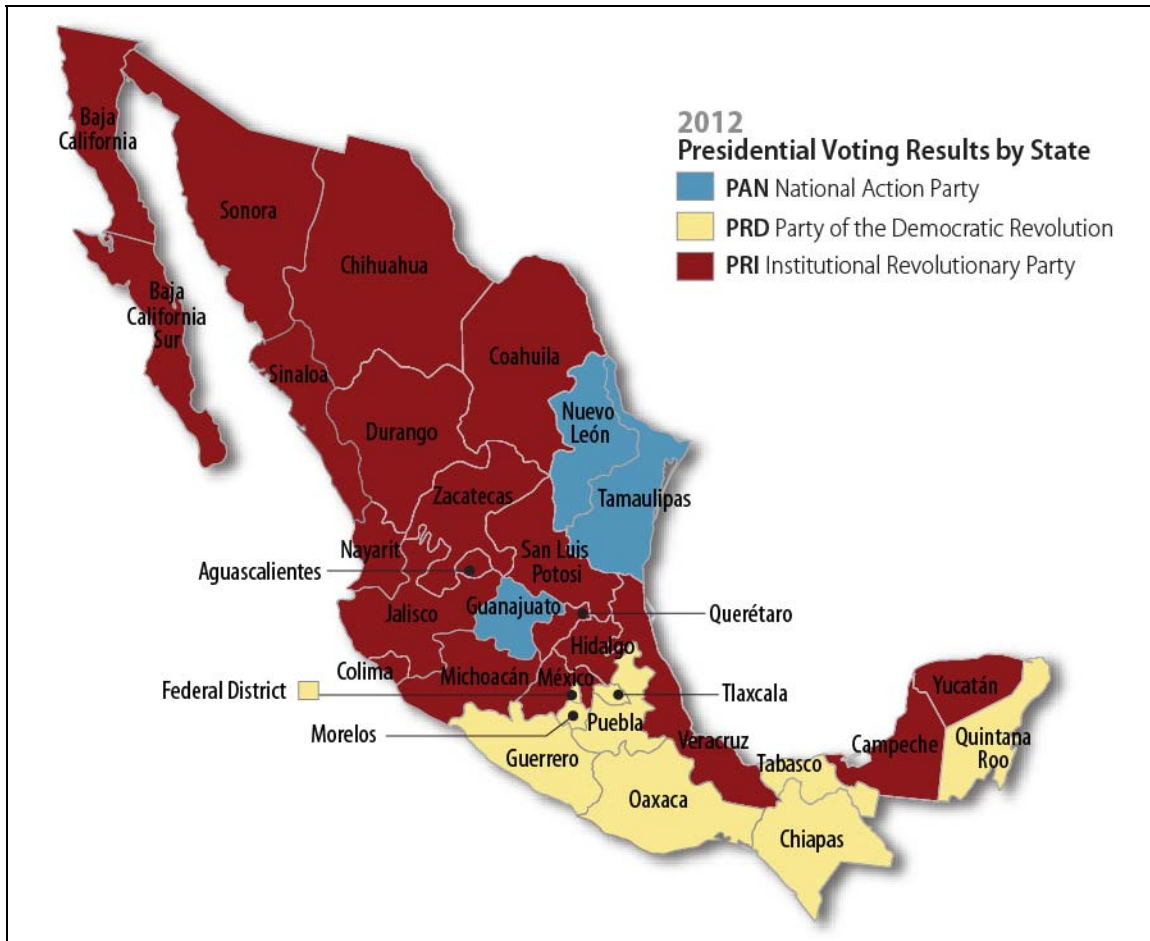 2012
Presidential Voting Results by State
PAN National Action Party
PRD Party of the Democratic Revolution
PRI Institutional Revolutionary Party
Baja
California
Sonora
Chihuahua
Baja
California
Sur
Coahuila
Sinaloa
Nuevo
León
Durango
Tamaulipas
Zacatecas
Nayarit
San Luis
Potosi
Aguascalientes
Jalisco
Guanajuato
Querétaro
Hidalgo
Colima
Michoacán
México
Federal District
Tlaxcala
Yucatán
Morelos
Puebla
Veracruz
Campeche
Quintana
Roo
Guerrero
Tabasco
Oaxaca
Chiapas